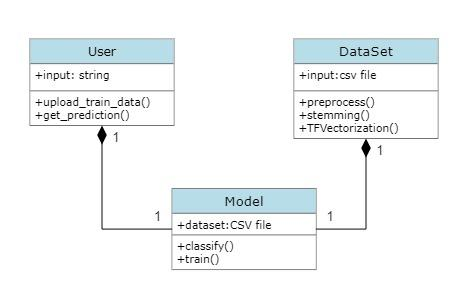 User
+input: string
+upload_train_data()
+get_prediction()
1
DataSet
+input:csv file
+preprocess()
+stemming()
+TFVectorization()
1
Model
+dataset:CSV file
+classify()
+train()
1
1